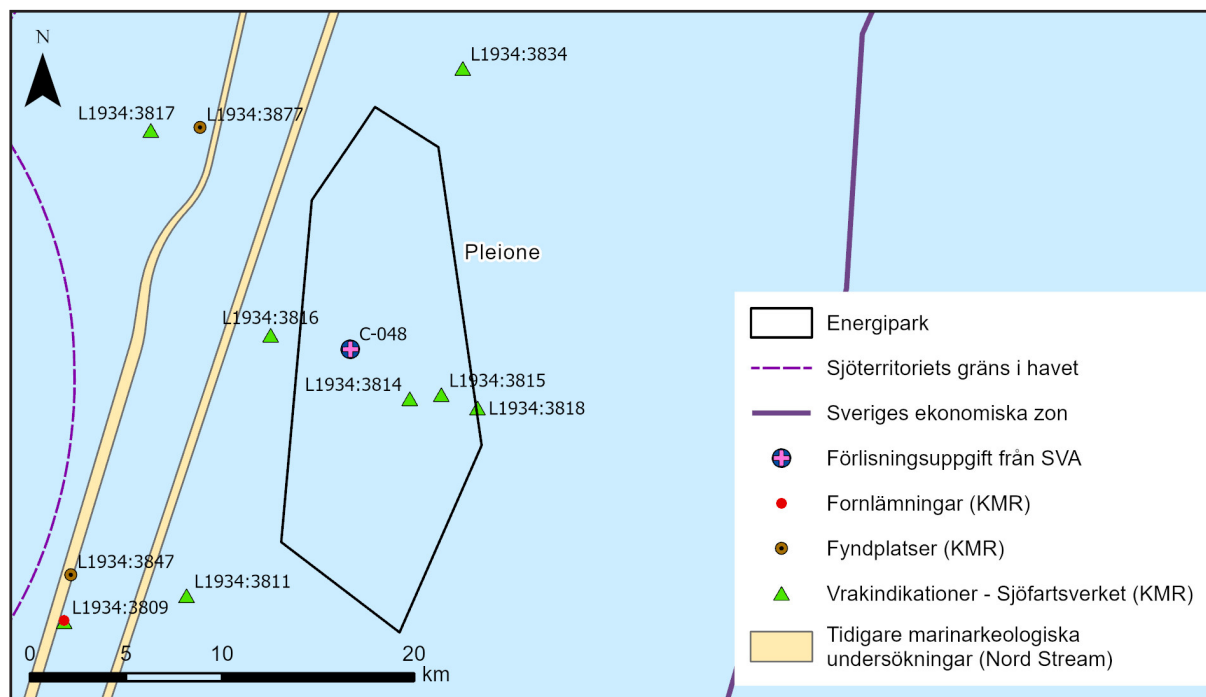 N
L1934:3834
L1934:3817
L1934:3877
Pleione
L1934:3816
C-048
L1934:3814
L1934:3815
L1934:3818
L1934:3847
L1934:3811
L1934:3809
0 5 10 20
km
Energipark
Sjöterritoriets gräns i havet
Sveriges ekonomiska zon
Förlisningsuppgift från SVA
Fornlämningar (KMR)
Fyndplatser (KMR)
Vrakindikationer - Sjöfartsverket (KMR)
Tidigare marinarkeologiska
undersökningar (Nord Stream)